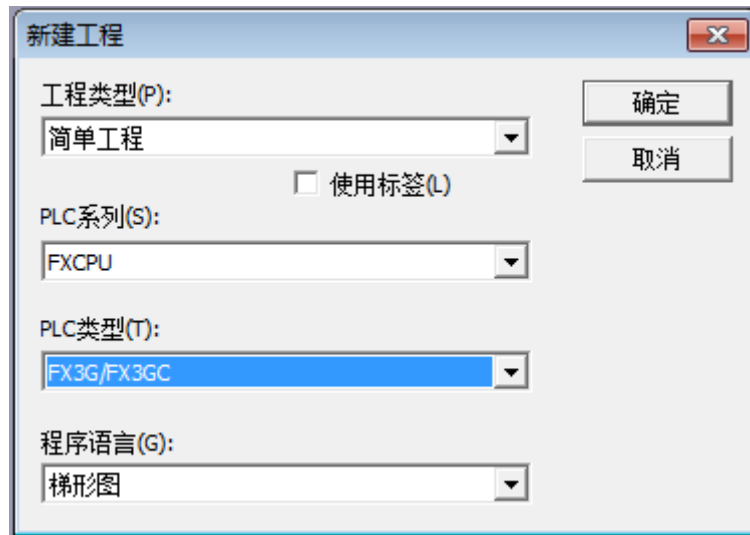 新建工程
工程类型(P):
确定
简单工程
取消
使用标签(L)
PLC系列(S):
FXCPU
PLC类型(T):
FX3G/FX3GC
程序语言(G):
梯形图